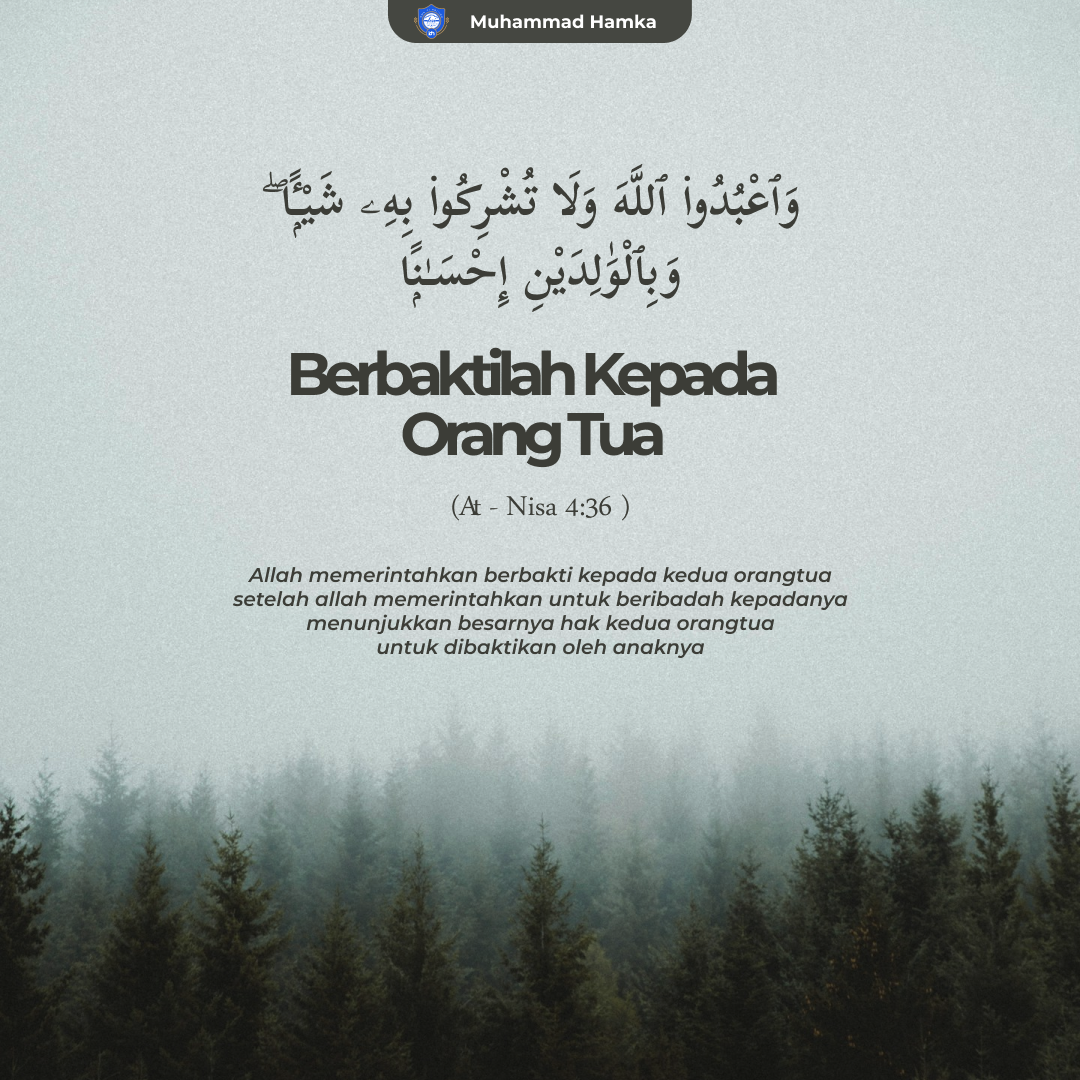 Muhammad Hamka
وَٱعْبُدُوا۟ ٱللَّهَ وَلَا تُشْرِكُوا۟ بِهِۦ شَيْـًۭٔا ۖ
وَبِٱلْوَٰلِدَيْنِ إِحْسَـٰنًۭا
Berbaktilah Kepada
Orang Tua
(At - Nisa 4:36 )
Allah memerintahkan berbakti kepada kedua orangtua
setelah allah memerintahkan untuk beribadah kepadanya
menunjukkan besarnya hak kedua orangtua
untuk dibaktikan oleh anaknya